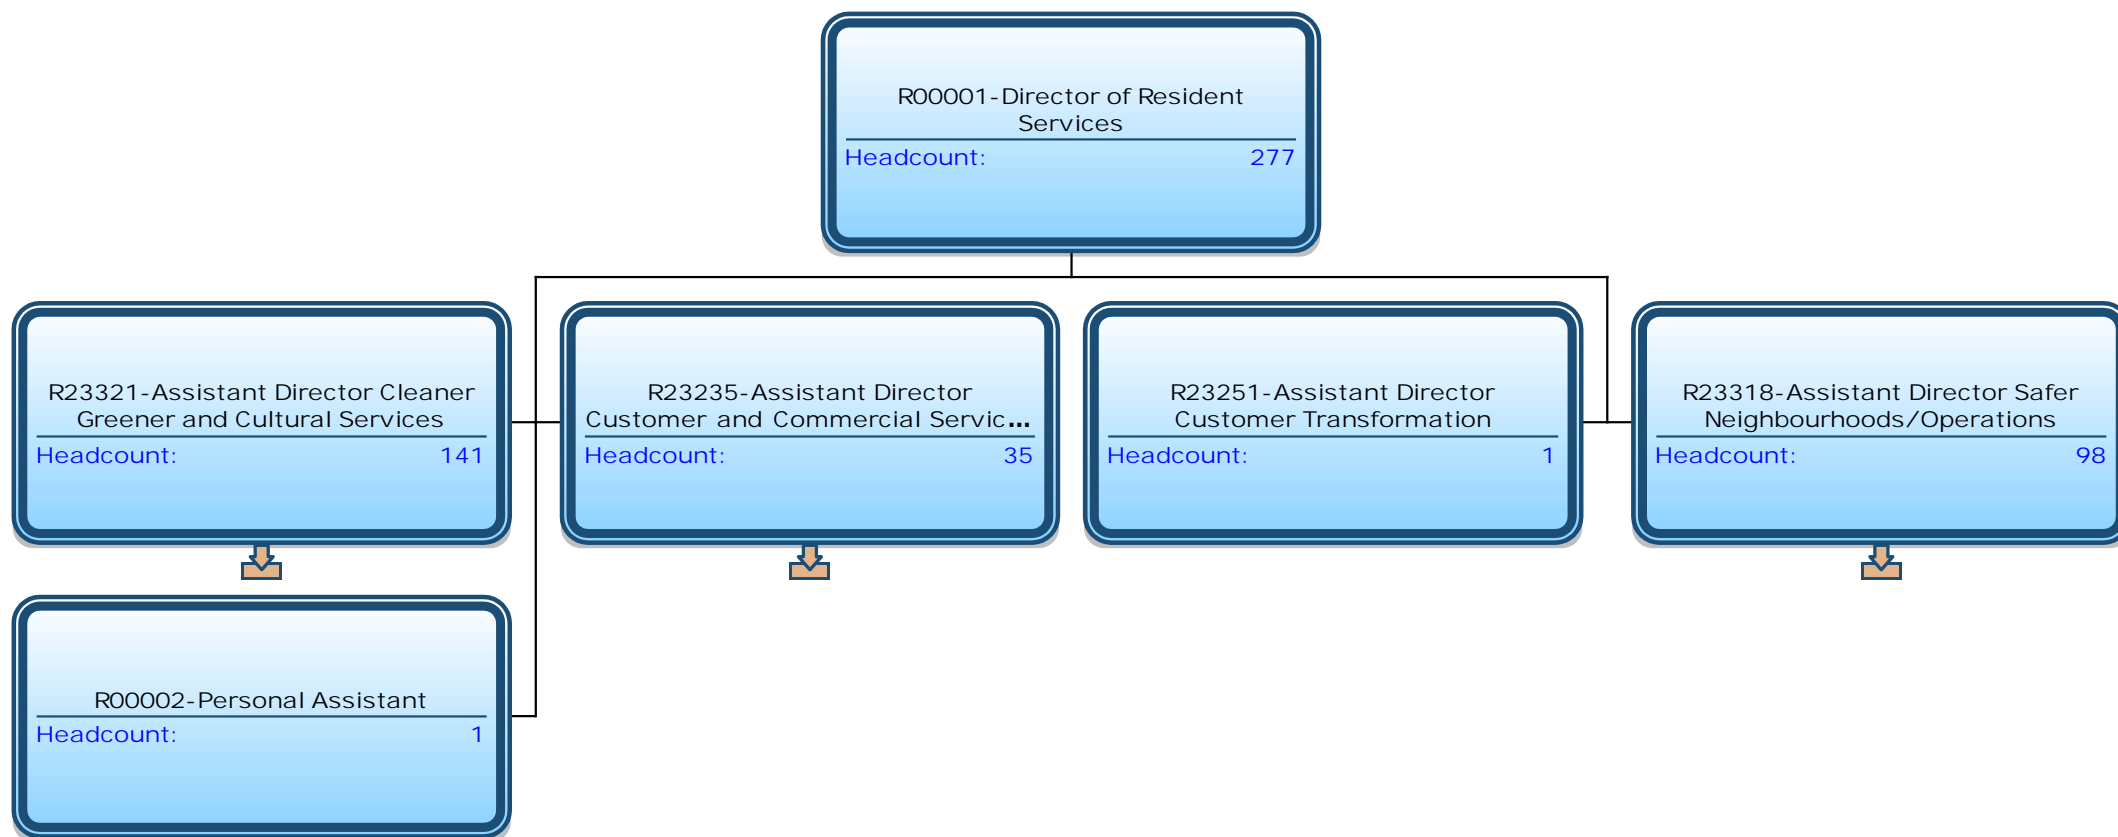 R00001-Director of Resident
Services
Headcount: 277
R23321-Assistant Director Cleaner
Greener and Cultural Services
Headcount: 141
R23235-Assistant Director
Customer and Commercial Servic...
Headcount: 35
R23251-Assistant Director
Customer Transformation
Headcount: 1
R23318-Assistant Director Safer
Neighbourhoods/Operations
Headcount: 98
R00002-Personal Assistant
Headcount: 1